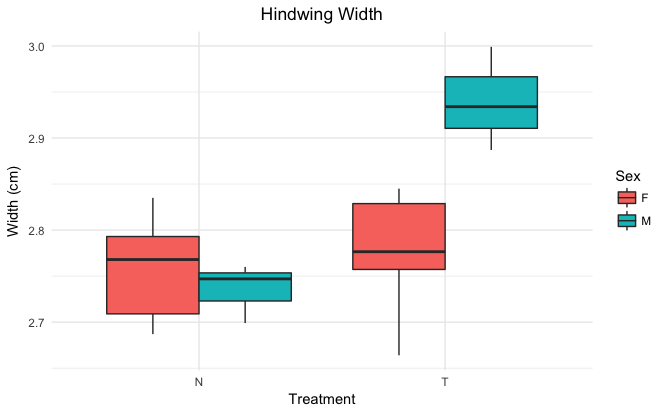 Hindwing Width
Width (cm)
3.0
2.9
2.8
2.7
N
T
Treatment
Sex
F
M